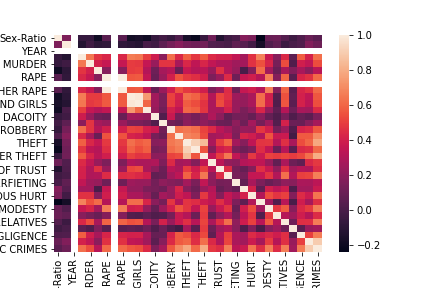 Sex-Ratio
YEAR
MURDER
RAPE
HER RAPE
ND GIRLS
DACOITY
ROBBERY
THEFT
ER THEFT
OF TRUST
ERFIETING
OUS HURT
MODESTY
RELATIVES
GLIGENCE
C CRIMES
-Ratio
YEAR
RDER
RAPE
RAPE
GIRLS
COITY
BERY
THEFT
THEFT
RUST
ETING
HURT
DESTY
TIVES
ENCE
RIMES
1.0
0.8
0.6
0.4
0.2
0.0
−0.2